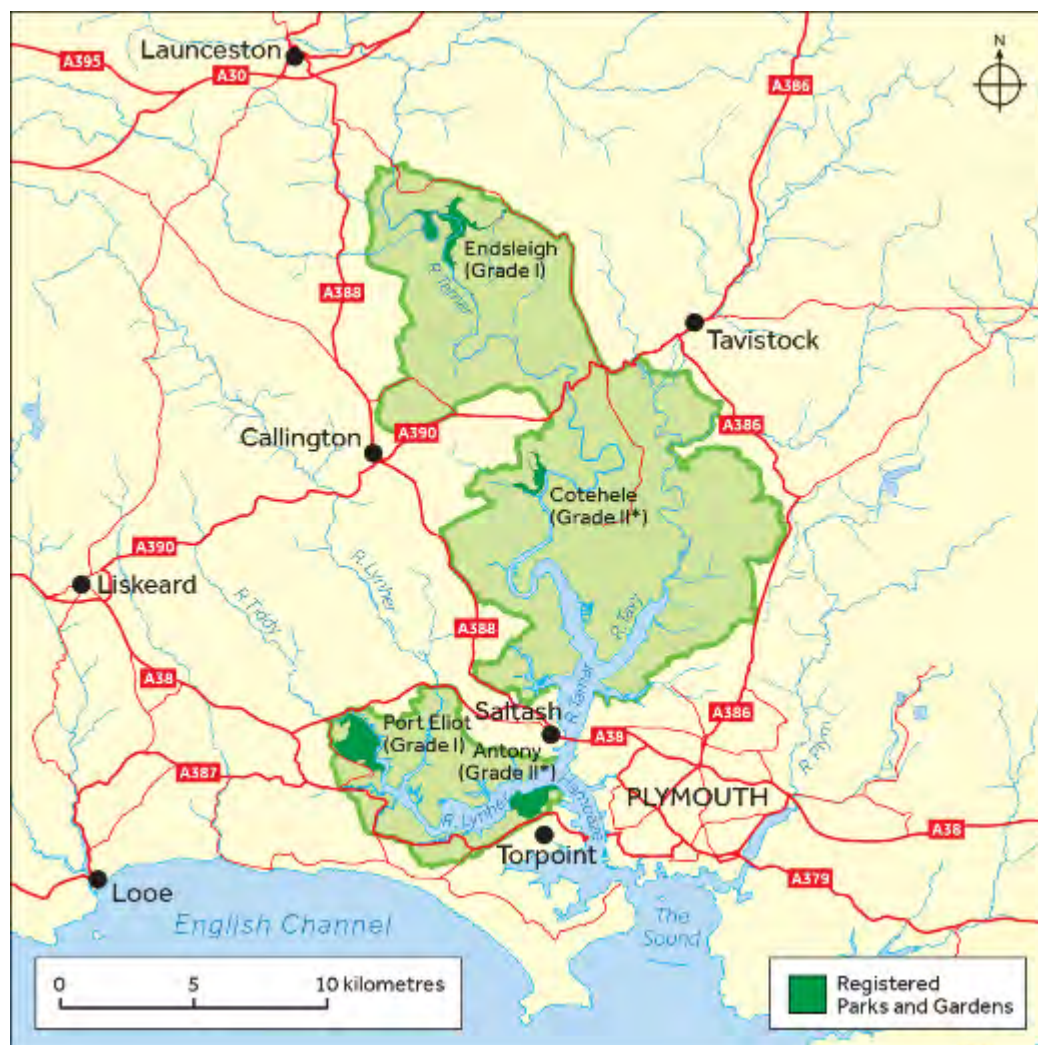 Launceston
N
A395
A30
A386
Endsleigh
(Grade I)
R. Tamar
A388
Tavistock
Callington
A390
A386
Cotehele
(Grade II*)
A390
Liskeard
R. Lynher
R. Tiddy
R. Tavy
A388
A38
R. Tamar
Saltash
Port Eliot
(Grade I)
A386
R. Plym
A38
Antony
(Grade II*)
A387
PLYMOUTH
R. Lynher
Hamoaze
Torpoint
A38
Looe
A379
English Channel
The
Sound
0 5 10 kilometres
Registered
Parks and Gardens